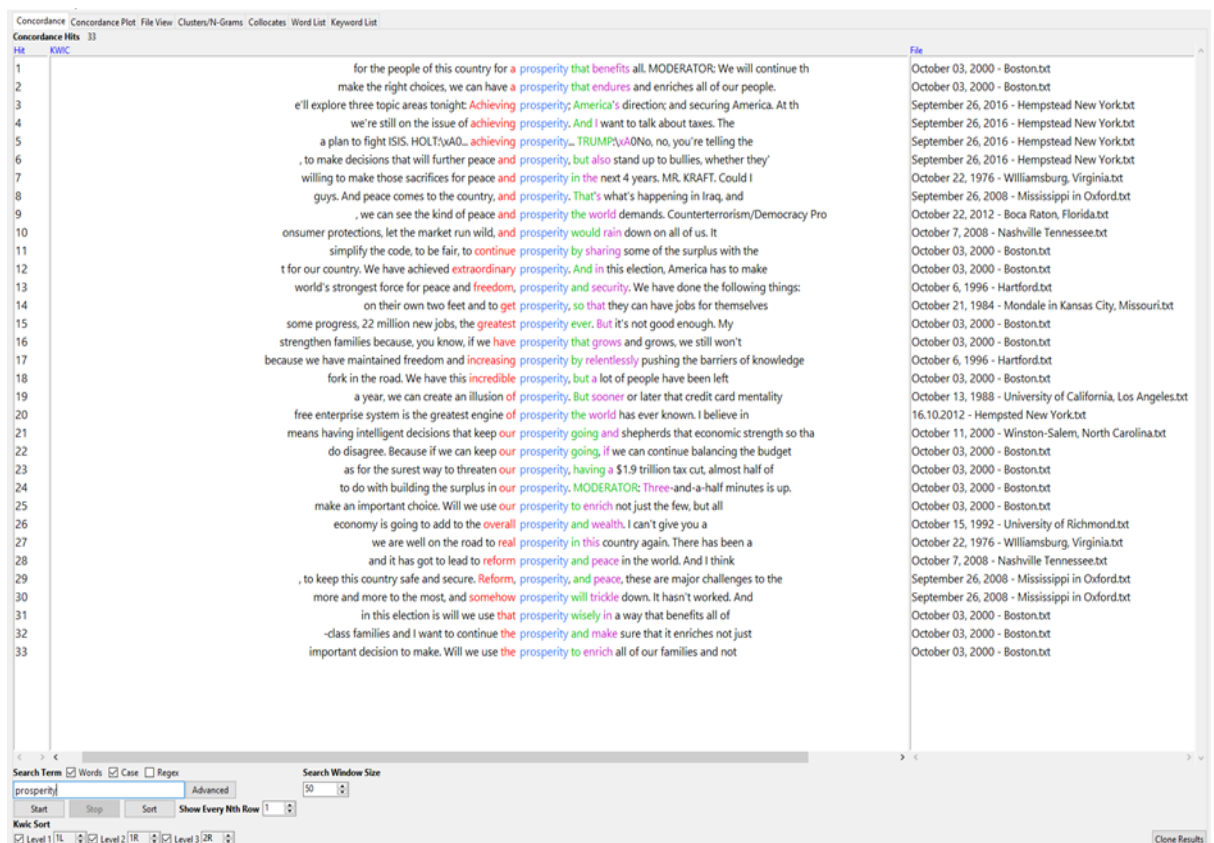 Concordance Concordance Plot File View Clusters/N-Grams Collocates Word List Keyword List
Concordance Hits 33
Hit KWIC File
1 for the people of this country for a prosperity that benefits all. MODERATOR: We will continue th October 03, 2000 - Boston.txt
2 make the right choices, we can have a prosperity that endures and enriches all of our people. October 03, 2000 - Boston.txt
3 e'll explore three topic areas tonight: Achieving prosperity; America's direction; and securing America. At th September 26, 2016 - Hempstead New York.txt
4 we're still on the issue of achieving prosperity. And I want to talk about taxes. The September 26, 2016 - Hempstead New York.txt
5 a plan to fight ISIS. HOLT:\xA0... achieving prosperity... TRUMP:\xA0No, no, you're telling the September 26, 2016 - Hempstead New York.txt
6 , to make decisions that will further peace and prosperity, but also stand up to bullies, whether they' September 26, 2016 - Hempstead New York.txt
7 willing to make those sacrifices for peace and prosperity in the next 4 years. MR. KRAFT. Could I October 22, 1976 - WIlliamsburg, Virginia.txt
8 guys. And peace comes to the country, and prosperity. That's what's happening in Iraq, and September 26, 2008 - Mississippi in Oxford.txt
9 , we can see the kind of peace and prosperity the world demands. Counterterrorism/Democracy Pro October 22, 2012 - Boca Raton, Florida.txt
10 onsumer protections, let the market run wild, and prosperity would rain down on all of us. It October 7, 2008 - Nashville Tennessee.txt
11 simplify the code, to be fair, to continue prosperity by sharing some of the surplus with the October 03, 2000 - Boston.txt
12 t for our country. We have achieved extraordinary prosperity. And in this election, America has to make October 03, 2000 - Boston.txt
13 world's strongest force for peace and freedom, prosperity and security. We have done the following things: October 6, 1996 - Hartford.txt
14 on their own two feet and to get prosperity, so that they can have jobs for themselves October 21, 1984 - Mondale in Kansas City, Missouri.txt
15 some progress, 22 million new jobs, the greatest prosperity ever. But it's not good enough. My October 03, 2000 - Boston.txt
16 strengthen families because, you know, if we have prosperity that grows and grows, we still won't October 03, 2000 - Boston.txt
17 because we have maintained freedom and increasing prosperity by relentlessly pushing the barriers of knowledge October 6, 1996 - Hartford.txt
18 fork in the road. We have this incredible prosperity, but a lot of people have been left October 03, 2000 - Boston.txt
19 a year, we can create an illusion of prosperity. But sooner or later that credit card mentality October 13, 1988 - University of California, Los Angeles.txt
20 free enterprise system is the greatest engine of prosperity the world has ever known. I believe in 16.10.2012 - Hempsted New York.txt
21 means having intelligent decisions that keep our prosperity going and shepherds that economic strength so tha October 11, 2000 - Winston-Salem, North Carolina.txt
22 do disagree. Because if we can keep our prosperity going, if we can continue balancing the budget October 03, 2000 - Boston.txt
23 as for the surest way to threaten our prosperity, having a $1.9 trillion tax cut, almost half of October 03, 2000 - Boston.txt
24 to do with building the surplus in our prosperity. MODERATOR: Three-and-a-half minutes is up. October 03, 2000 - Boston.txt
25 make an important choice. Will we use our prosperity to enrich not just the few, but all October 03, 2000 - Boston.txt
26 economy is going to add to the overall prosperity and wealth. I can't give you a October 15, 1992 - University of Richmond.txt
27 we are well on the road to real prosperity in this country again. There has been a October 22, 1976 - WIlliamsburg, Virginia.txt
28 and it has got to lead to reform prosperity and peace in the world. And I think October 7, 2008 - Nashville Tennessee.txt
29 , to keep this country safe and secure. Reform, prosperity, and peace, these are major challenges to the September 26, 2008 - Mississippi in Oxford.txt
30 more and more to the most, and somehow prosperity will trickle down. It hasn't worked. And September 26, 2008 - Mississippi in Oxford.txt
31 in this election is will we use that prosperity wisely in a way that benefits all of October 03, 2000 - Boston.txt
32 -class families and I want to continue the prosperity and make sure that it enriches not just October 03, 2000 - Boston.txt
33 important decision to make. Will we use the prosperity to enrich all of our families and not October 03, 2000 - Boston.txt
Search Term Words Case Regex Search Window Size
prosperity Advanced 50
Start Stop Sort Show Every Nth Row 1
Kwic Sort
Level 1 1L Level 2 1R Level 3 2R Clone Results